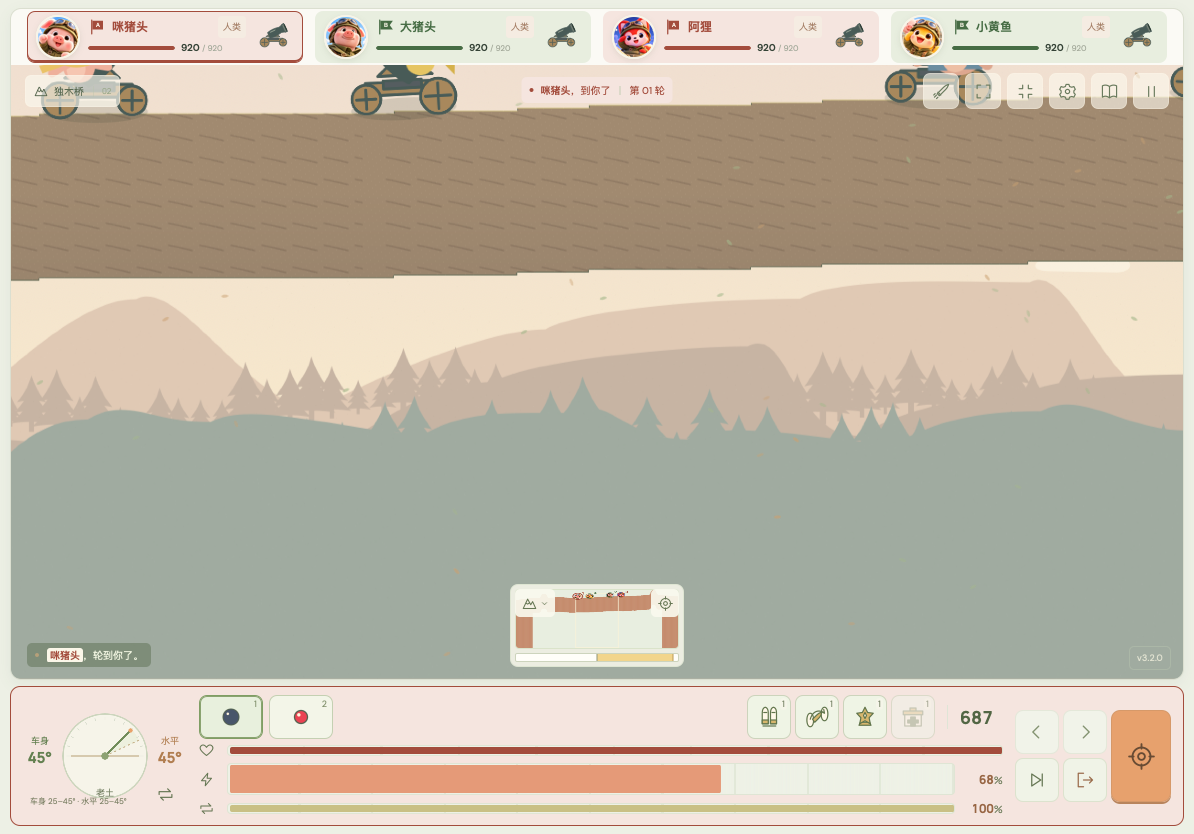 咪猪头 人类
920 / 920
大猪头 人类
920 / 920
阿狸 人类
920 / 920
小黄鱼 人类
920 / 920
独木桥 02
咪猪头，到你了 | 第 01 轮
咪猪头，轮到你了。
v3.2.0
车身
45°
水平
45°
老土
车身 25–45° · 水平 25–45°
1
2
1
1
1
1
687
68%
100%